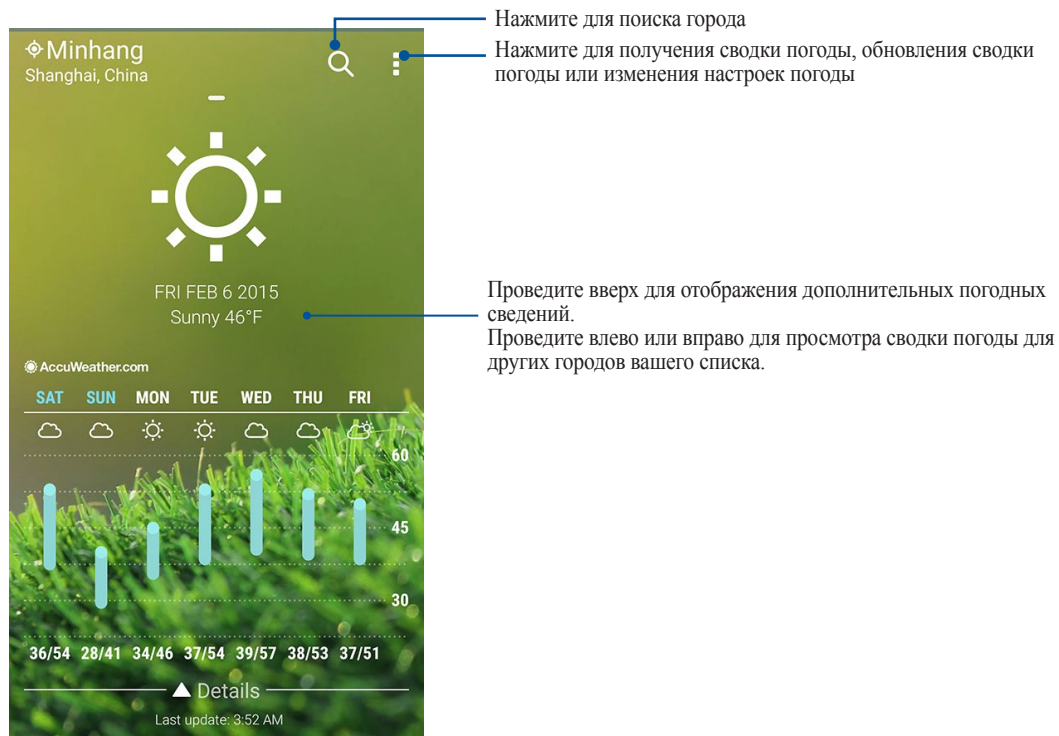 Minhang
Shanghai, China
FRI FEB 6 2015
Sunny 46°F
AccuWeather.com
SAT SUN MON TUE WED THU FRI
60
45
30
36/54 28/41 34/46 37/54 39/57 38/53 37/51
Details
Last update: 3:52 AM
Нажмите для поиска города
Нажмите для получения сводки погоды, обновления сводки
погоды или изменения настроек погоды
Проведите вверх для отображения дополнительных погодных
сведений.
Проведите влево или вправо для просмотра сводки погоды для
других городов вашего списка.